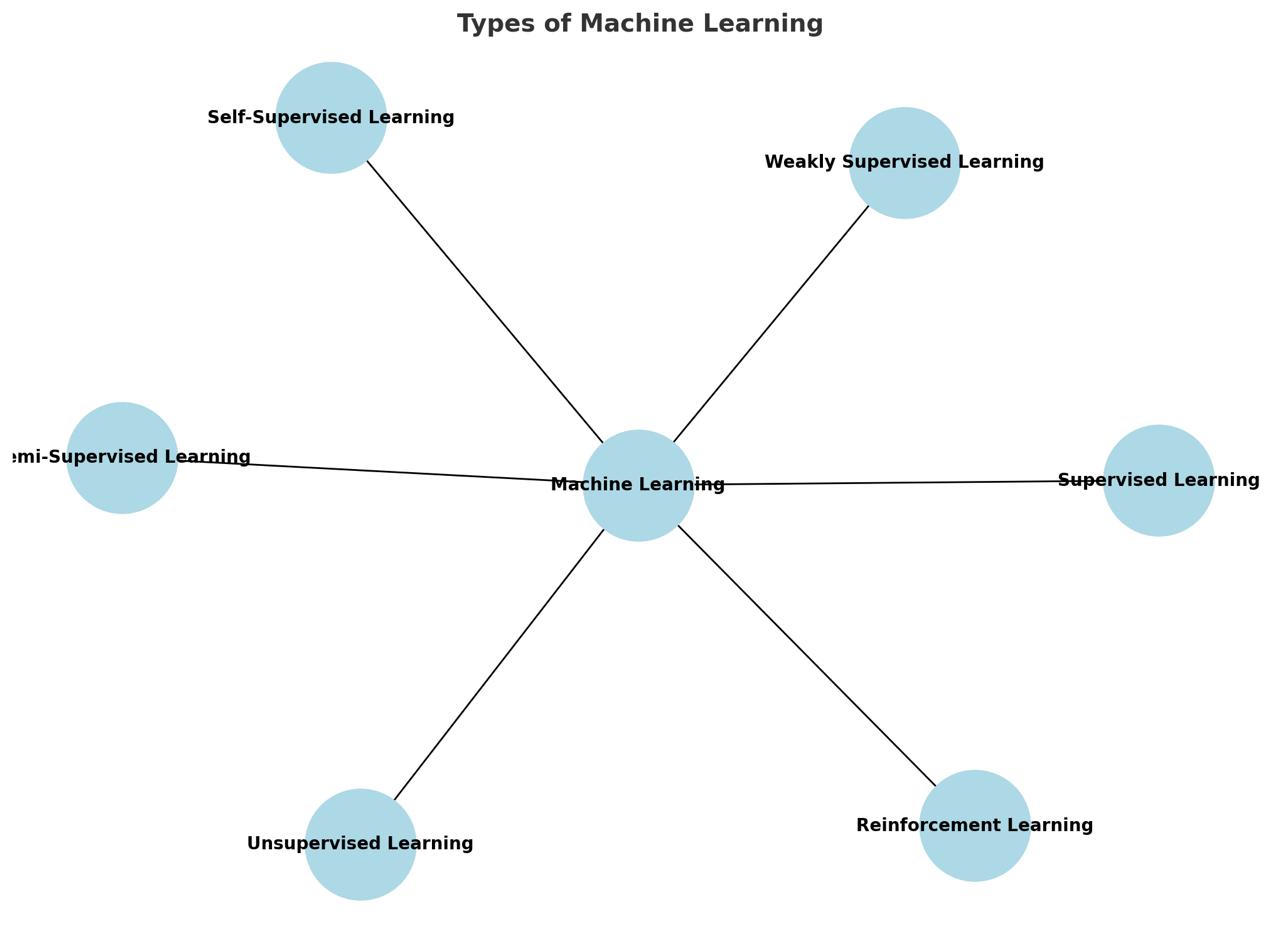 Types of Machine Learning
Self-Supervised Learning
Weakly Supervised Learning
emi-Supervised Learning
Machine Learning
Supervised Learning
Reinforcement Learning
Unsupervised Learning